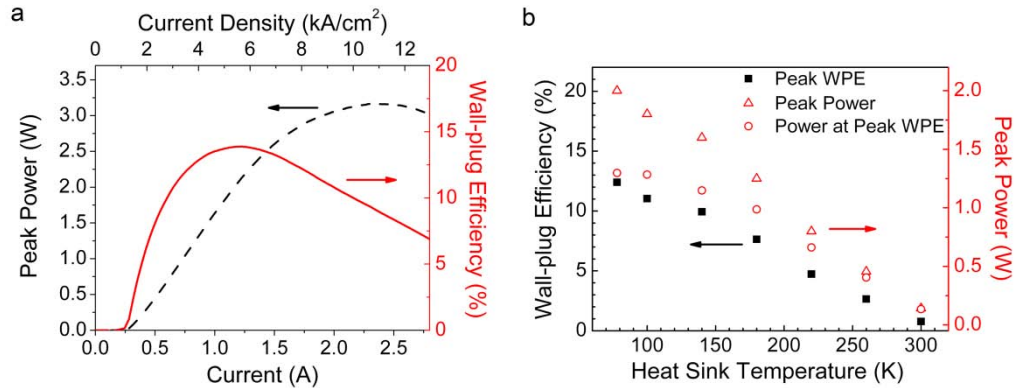 a
Current Density (kA/cm²)
0 2 4 6 8 10 12
3.5
3.0
2.5
2.0
1.5
1.0
0.5
0.0
Peak Power (W)
20
15
10
5
0
Wall-plug Efficiency (%)
0.0 0.5 1.0 1.5 2.0 2.5
Current (A)
b
Peak WPE
Peak Power
Power at Peak WPE
20
15
10
5
0
Wall-plug Efficiency (%)
2.0
1.5
1.0
0.5
0.0
Peak Power (W)
100 150 200 250 300
Heat Sink Temperature (K)